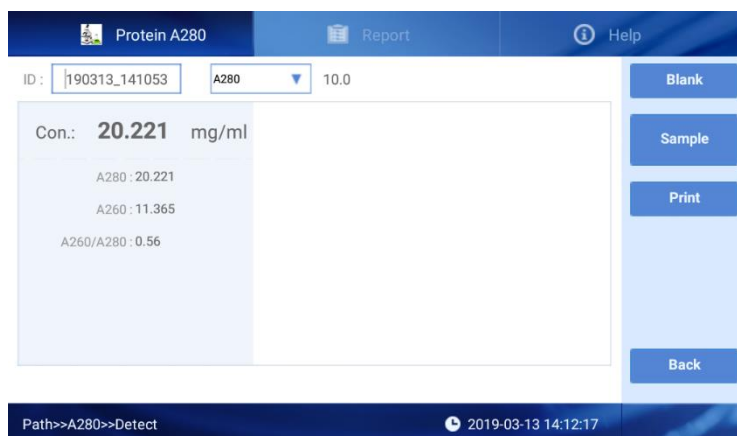 Protein A280
Report
Help
ID : 190313_141053 A280 10.0
Con.: 20.221 mg/ml
A280 : 20.221
A260 : 11.365
A260/A280 : 0.56
Blank
Sample
Print
Back
Path>>A280>>Detect
2019-03-13 14:12:17